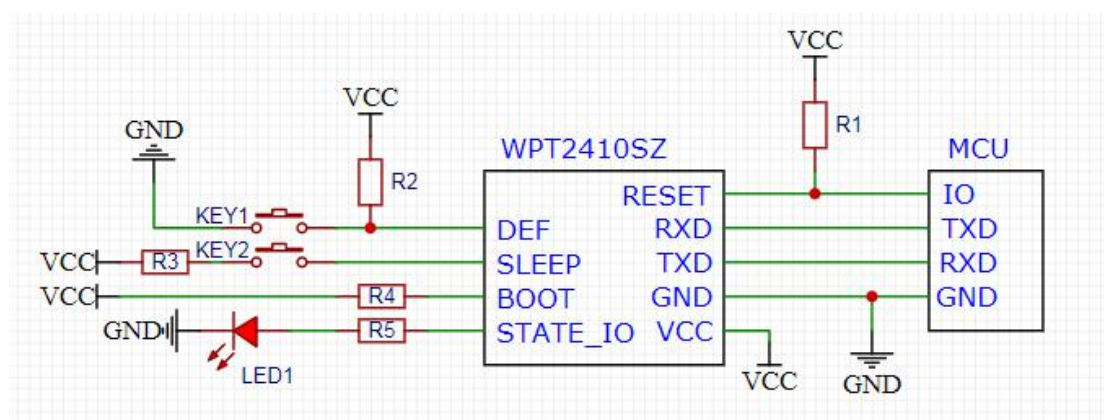 VCC
VCC
GND
R1
WPT2410SZ
MCU
R2
RESET
IO
KEY1
DEF
RXD
TXD
VCC
R3
KEY2
SLEEP
TXD
RXD
VCC
R4
BOOT
GND
GND
GND
R5
STATE_IO
VCC
LED1
VCC
GND